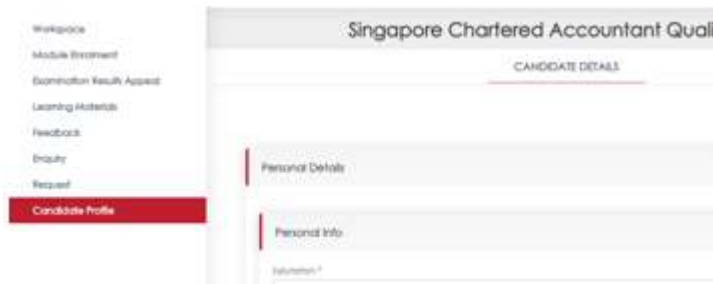 Workspace
Module Enrolment
Examination Results Appeal
Learning Materials
Feedback
Enquiry
Request
Candidate Profile
Singapore Chartered Accountant Quali
CANDIDATE DETAILS
Personal Details
Personal Info
Salutation *